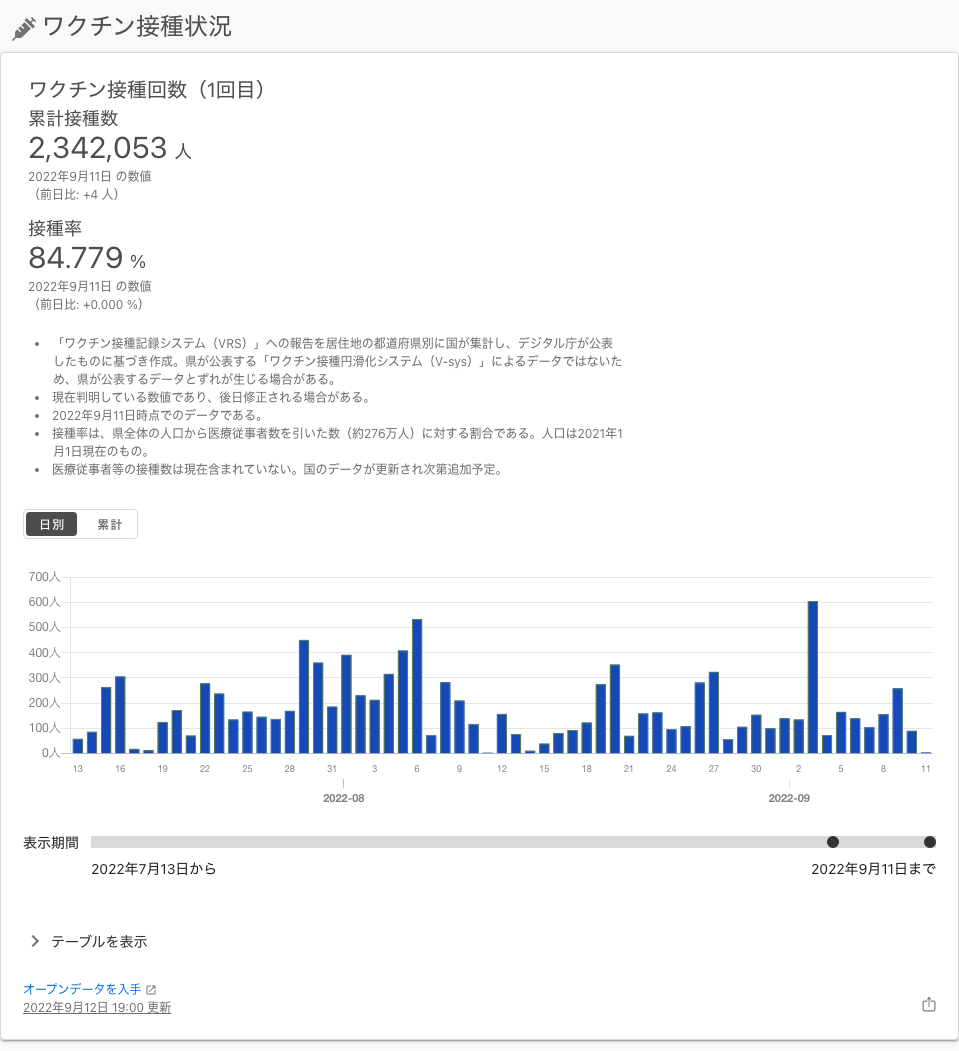 ワクチン接種状況
ワクチン接種回数（1回目）
累計接種数
2,342,053 人
2022年9月11日 の数値
（前日比: +4 人）
接種率
84.779 %
2022年9月11日 の数値
（前日比: +0.000 %）
• 「ワクチン接種記録システム（VRS）」への報告を居住地の都道府県別に国が集計し、デジタル庁が公表
したものに基づき作成。県が公表する「ワクチン接種円滑化システム（V-sys）」によるデータではないた
め、県が公表するデータとずれが生じる場合がある。
• 現在判明している数値であり、後日修正される場合がある。
• 2022年9月11日時点でのデータである。
• 接種率は、県全体の人口から医療従事者数を引いた数（約276万人）に対する割合である。人口は2021年1
月1日現在のもの。
• 医療従事者等の接種数は現在含まれていない。国のデータが更新され次第追加予定。
日別 累計
700人
600人
500人
400人
300人
200人
100人
0人
13 16 19 22 25 28 31 3 6 9 12 15 18 21 24 27 30 2 5 8 11
2022-08 2022-09
表示期間
2022年7月13日から 2022年9月11日まで
テーブルを表示
オープンデータを入手
2022年9月12日 19:00 更新